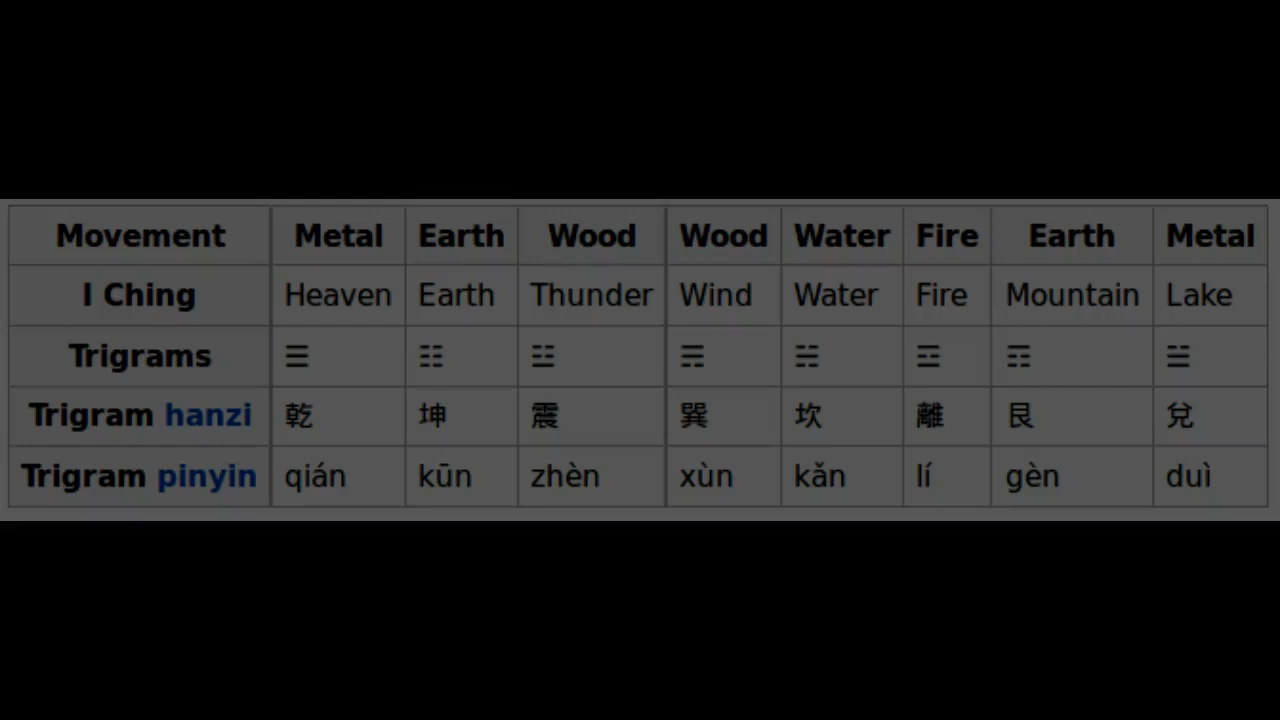 Movement Metal Earth Wood Wood Water Fire Earth Metal
I Ching Heaven Earth Thunder Wind Water Fire Mountain Lake
Trigrams ☰ ☷ ☳ ☴ ☵ ☲ ☶ ☱
Trigram hanzi 乾 坤 震 巽 坎 離 艮 兌
Trigram pinyin qián kūn zhèn xùn kǎn lí gèn duì